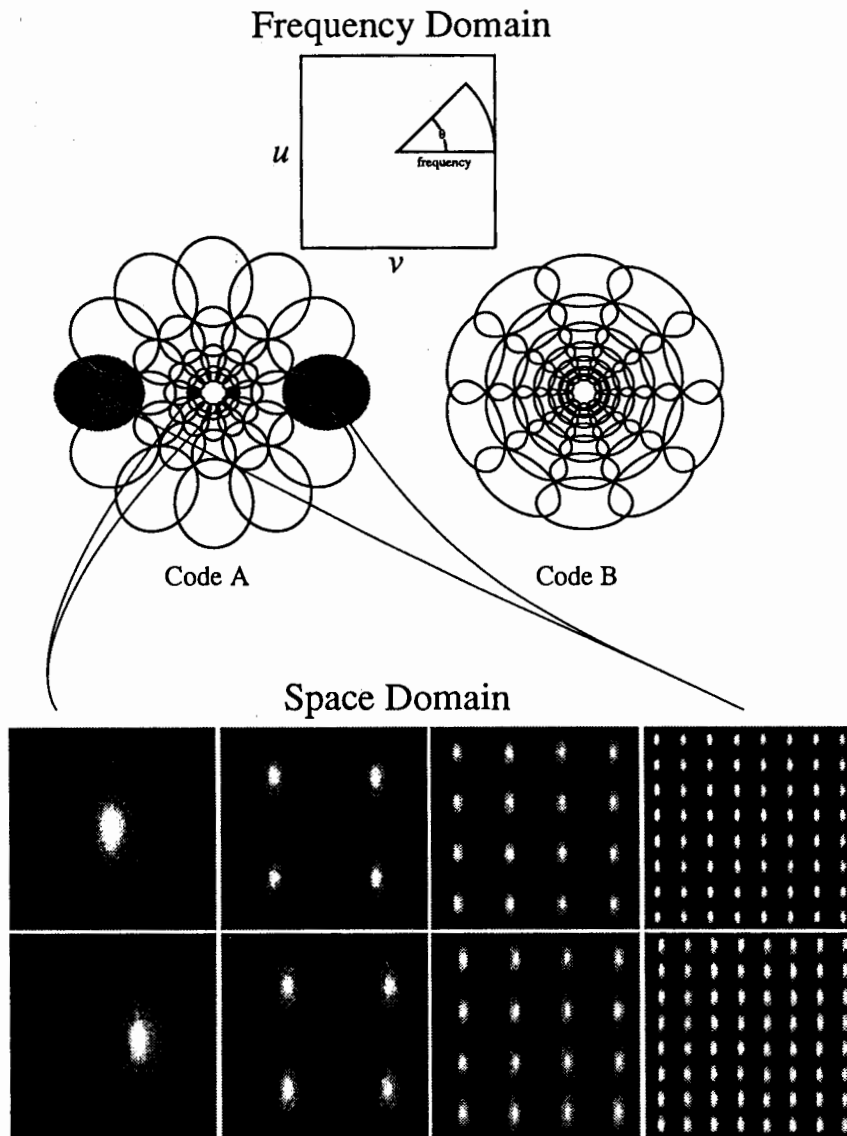 Frequency Domain
u
θ
frequency
v
Code A
Code B
Space Domain